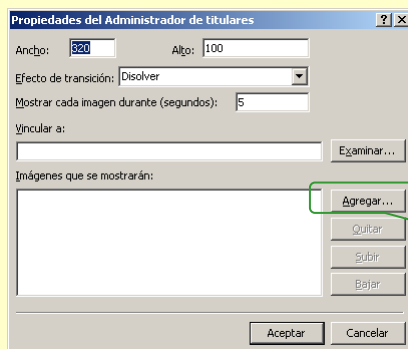 Propiedades del Administrador de titulares
Ancho: 320 Alto: 100
Efecto de transición: Disolver
Mostrar cada imagen durante (segundos): 5
Vincular a:
Examinar...
Imágenes que se mostrarán:
Agregar...
Quitar
Subir
Bajar
Aceptar Cancelar